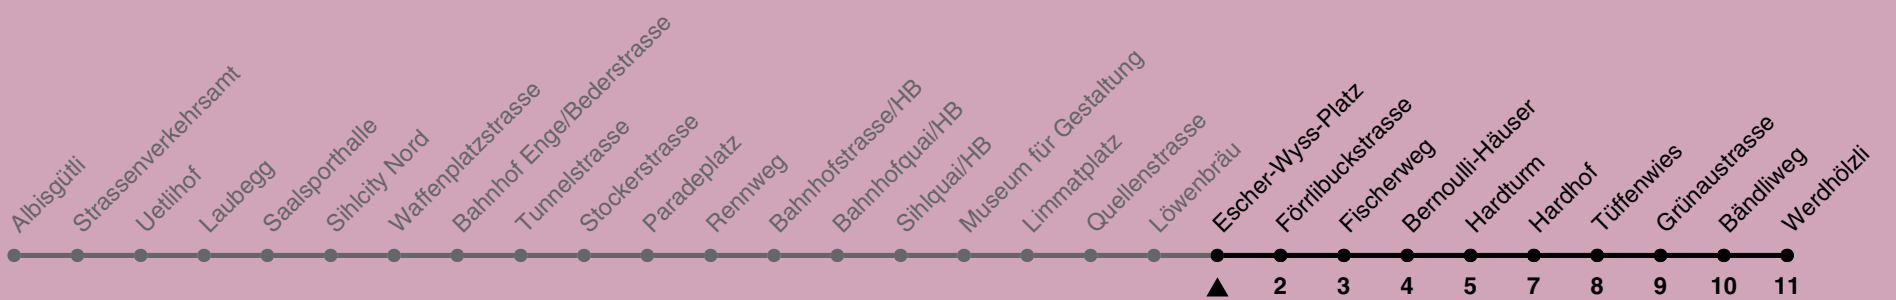 Albisgütli
Strassenverkehrsamt
Uetlihof
Laubegg
Saalsporthalle
Sihlcity Nord
Waffenplatzstrasse
Bahnhof Enge/Bederstrasse
Tunnelstrasse
Stockerstrasse
Paradeplatz
Rennweg
Bahnhofstrasse/HB
Bahnhofquai/HB
Sihlquai/HB
Museum für Gestaltung
Limmatplatz
Quellenstrasse
Löwenbräu
Escher-Wyss-Platz
Förrlibuckstrasse
Fischerweg
Bernoulli-Häuser
Hardturm
Hardhof
Tüffenwies
Grünaustrasse
Bändliweg
Werdhölzli
2 3 4 5 7 8 9 10 11